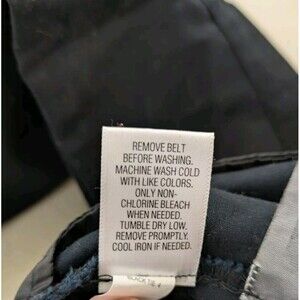 REMOVE BELT
BEFORE WASHING.
MACHINE WASH COLD
WITH LIKE COLORS.
ONLY NON-
CHLORINE BLEACH
WHEN NEEDED.
TUMBLE DRY LOW.
REMOVE PROMPTLY.
COOL IRON IF NEEDED.